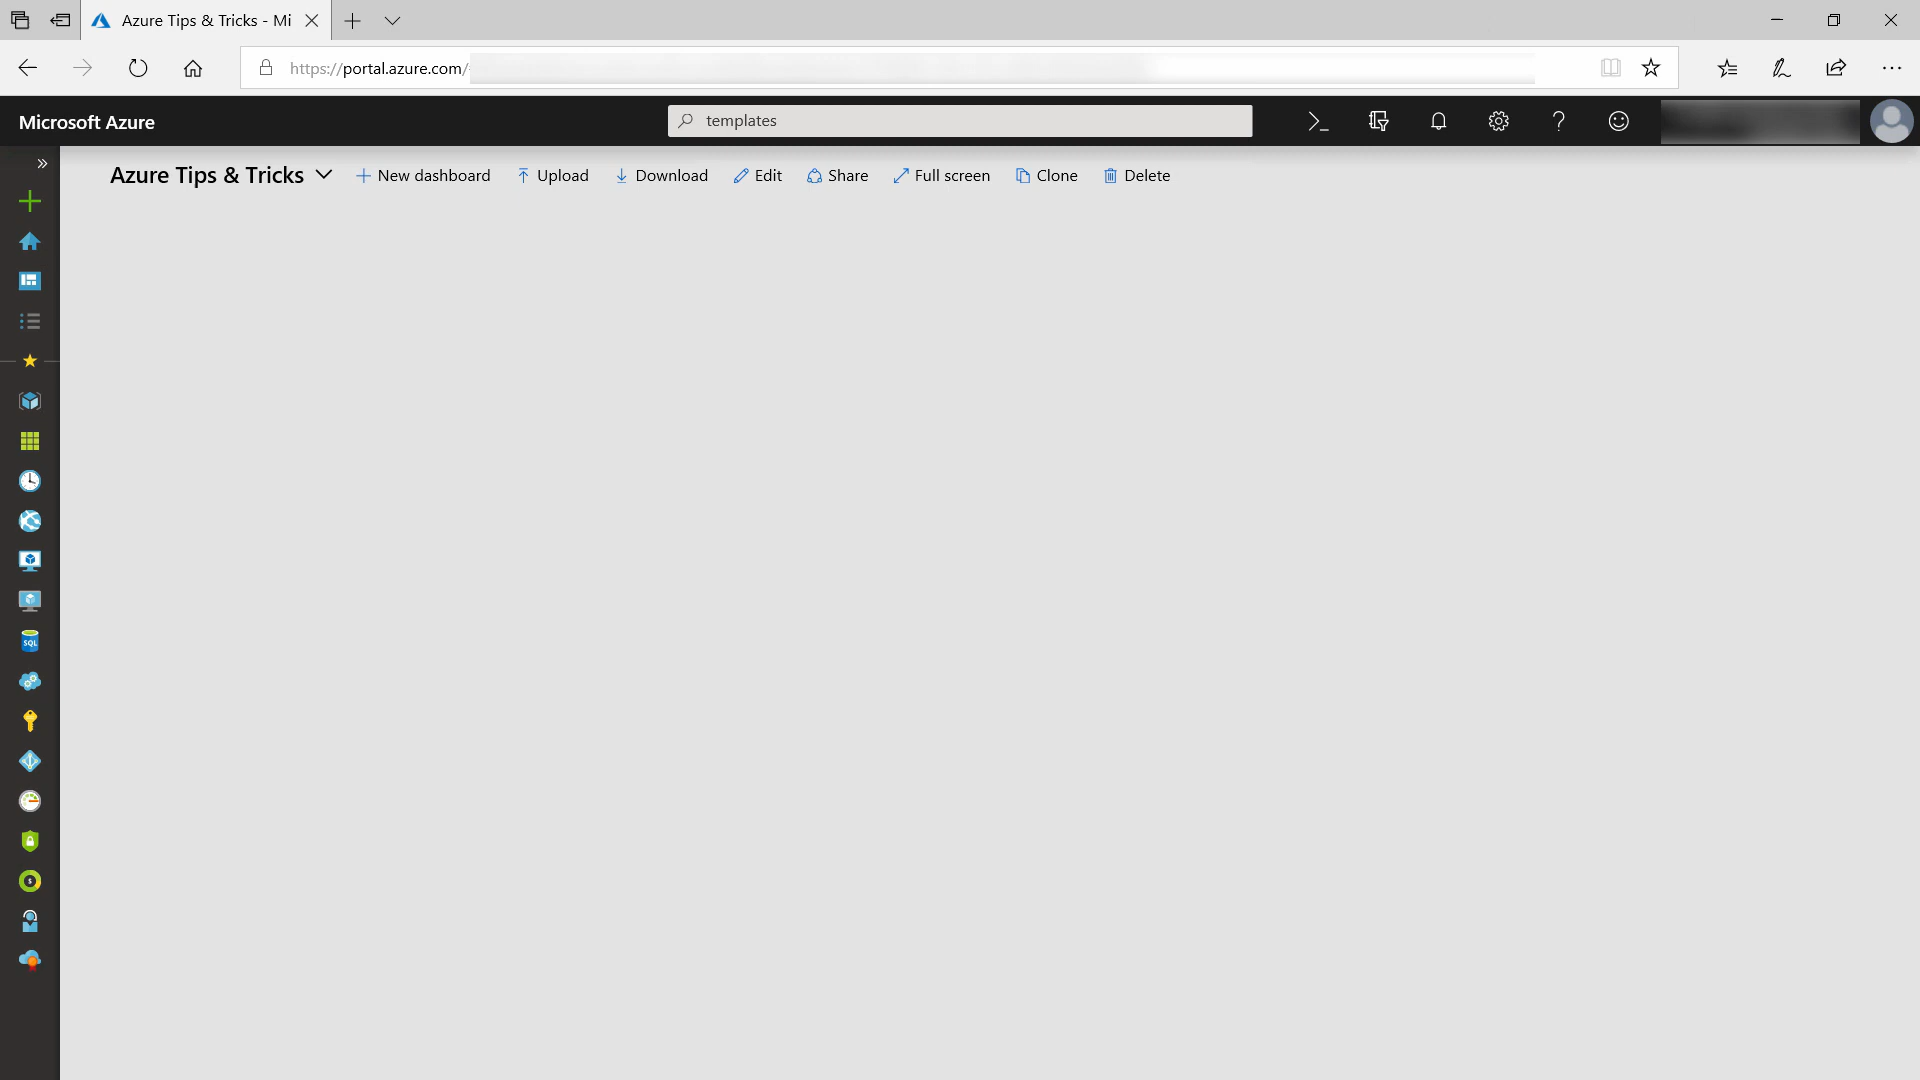 Azure Tips & Tricks - Mi
https://portal.azure.com/
Microsoft Azure
templates
Azure Tips & Tricks
New dashboard
Upload
Download
Edit
Share
Full screen
Clone
Delete
SQL